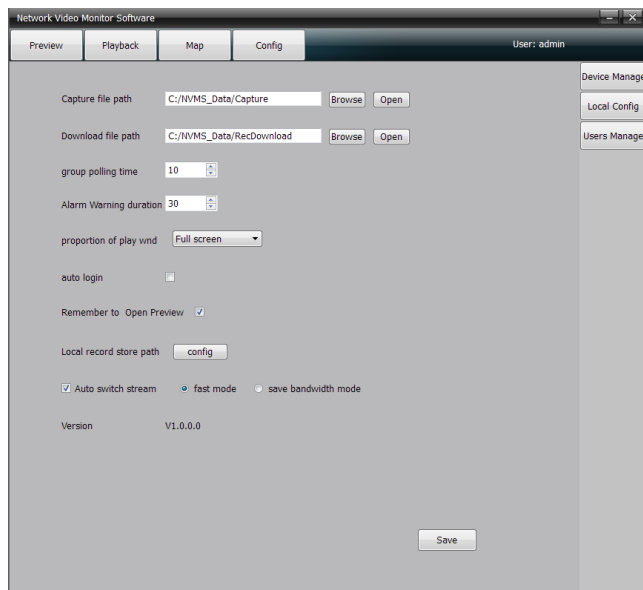 Network Video Monitor Software
Preview Playback Map Config User: admin
Device Manage
Local Config
Users Manage
Capture file path C:/NVMS_Data/Capture Browse Open
Download file path C:/NVMS_Data/RecDownload Browse Open
group polling time 10
Alarm Warning duration 30
proportion of play wnd Full screen
auto login
Remember to Open Preview
Local record store path config
Auto switch stream fast mode save bandwidth mode
Version V1.0.0.0
Save